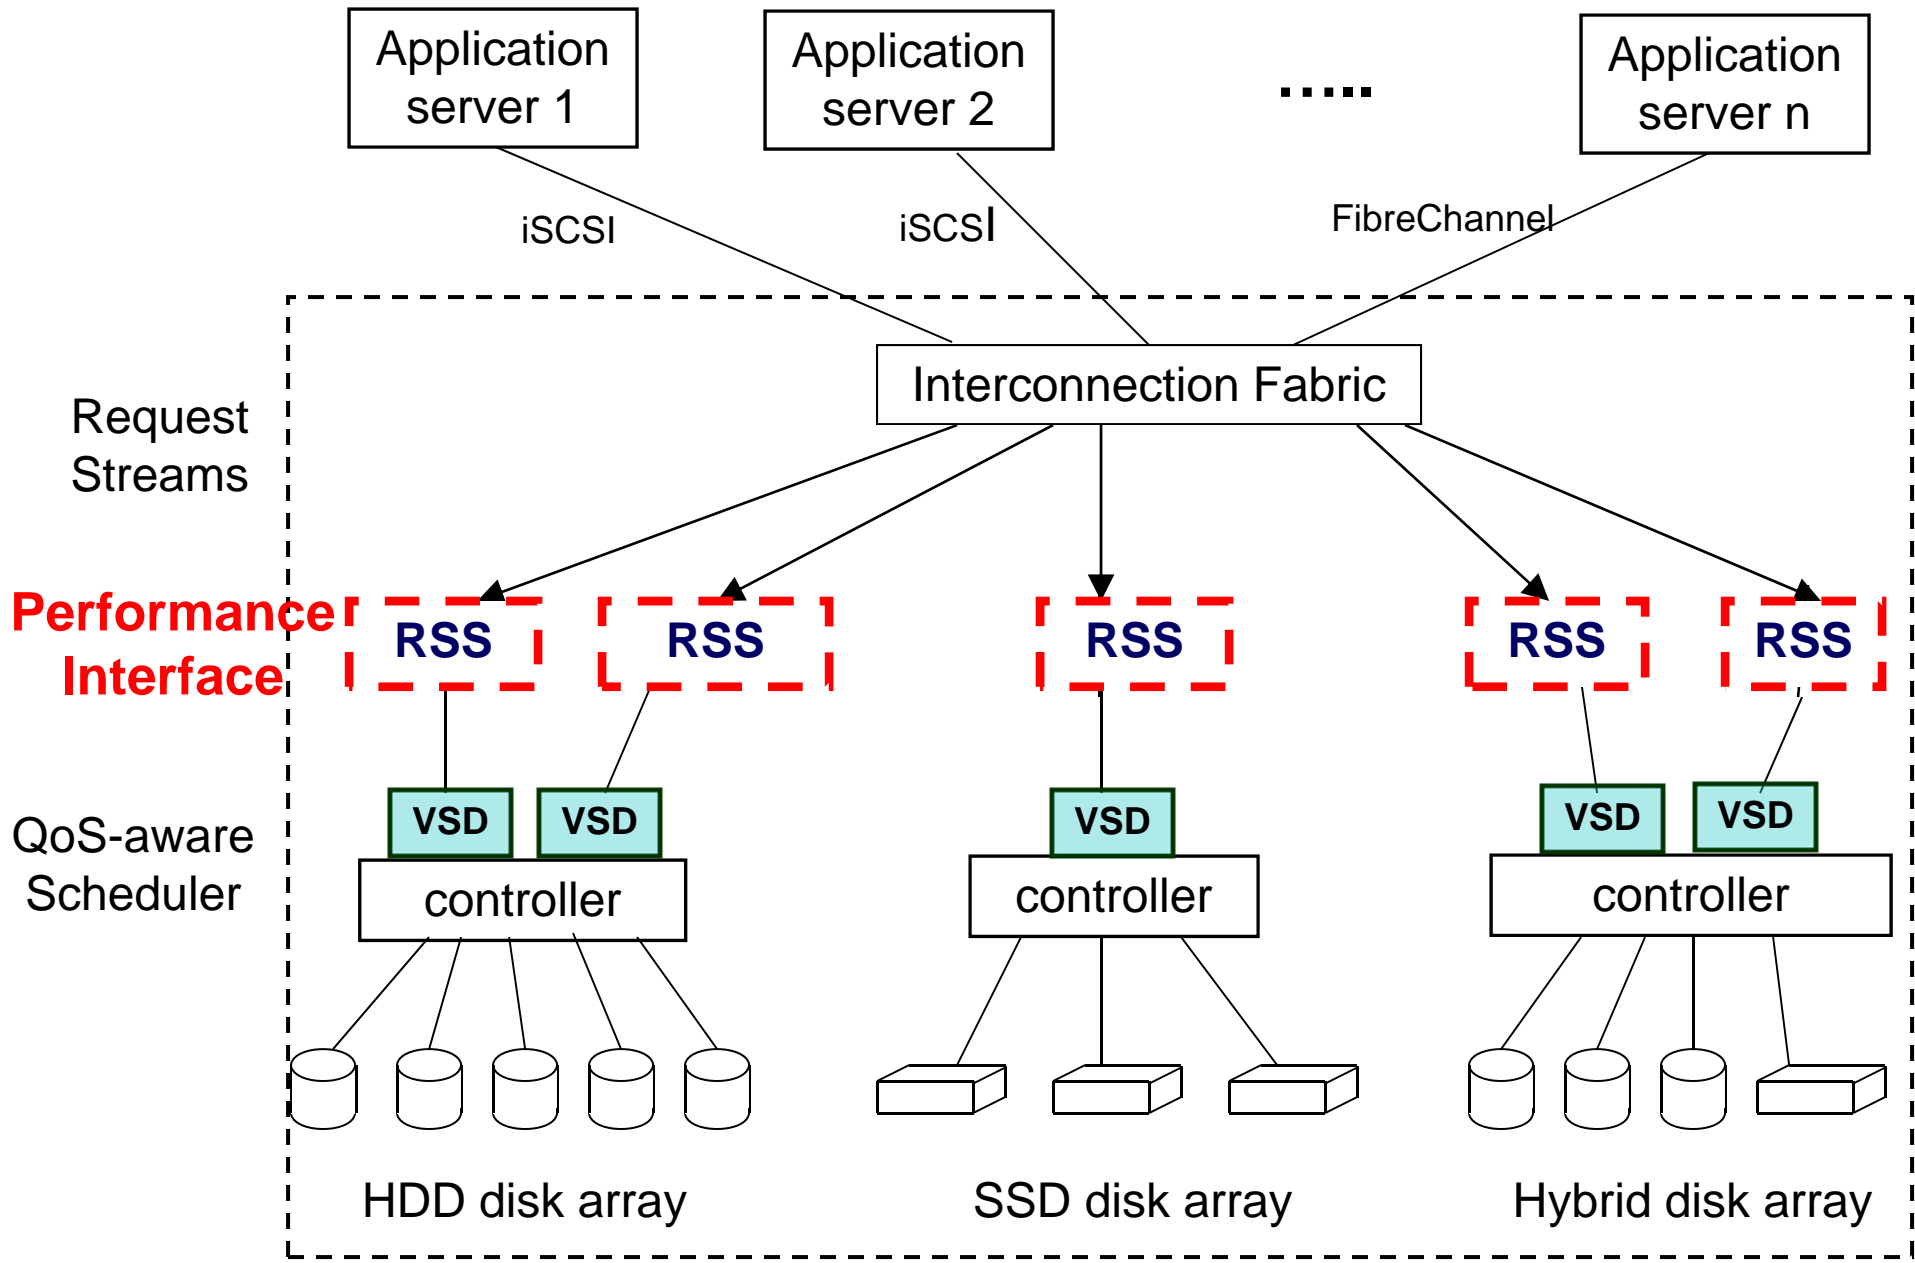 Application
server 1
Application
server 2
.....
Application
server n
iSCSI
iSCSI
FibreChannel
Interconnection Fabric
Request
Streams
Performance
Interface
RSS
RSS
RSS
RSS
RSS
QoS-aware
Scheduler
VSD
VSD
VSD
VSD
VSD
controller
controller
controller
HDD disk array
SSD disk array
Hybrid disk array